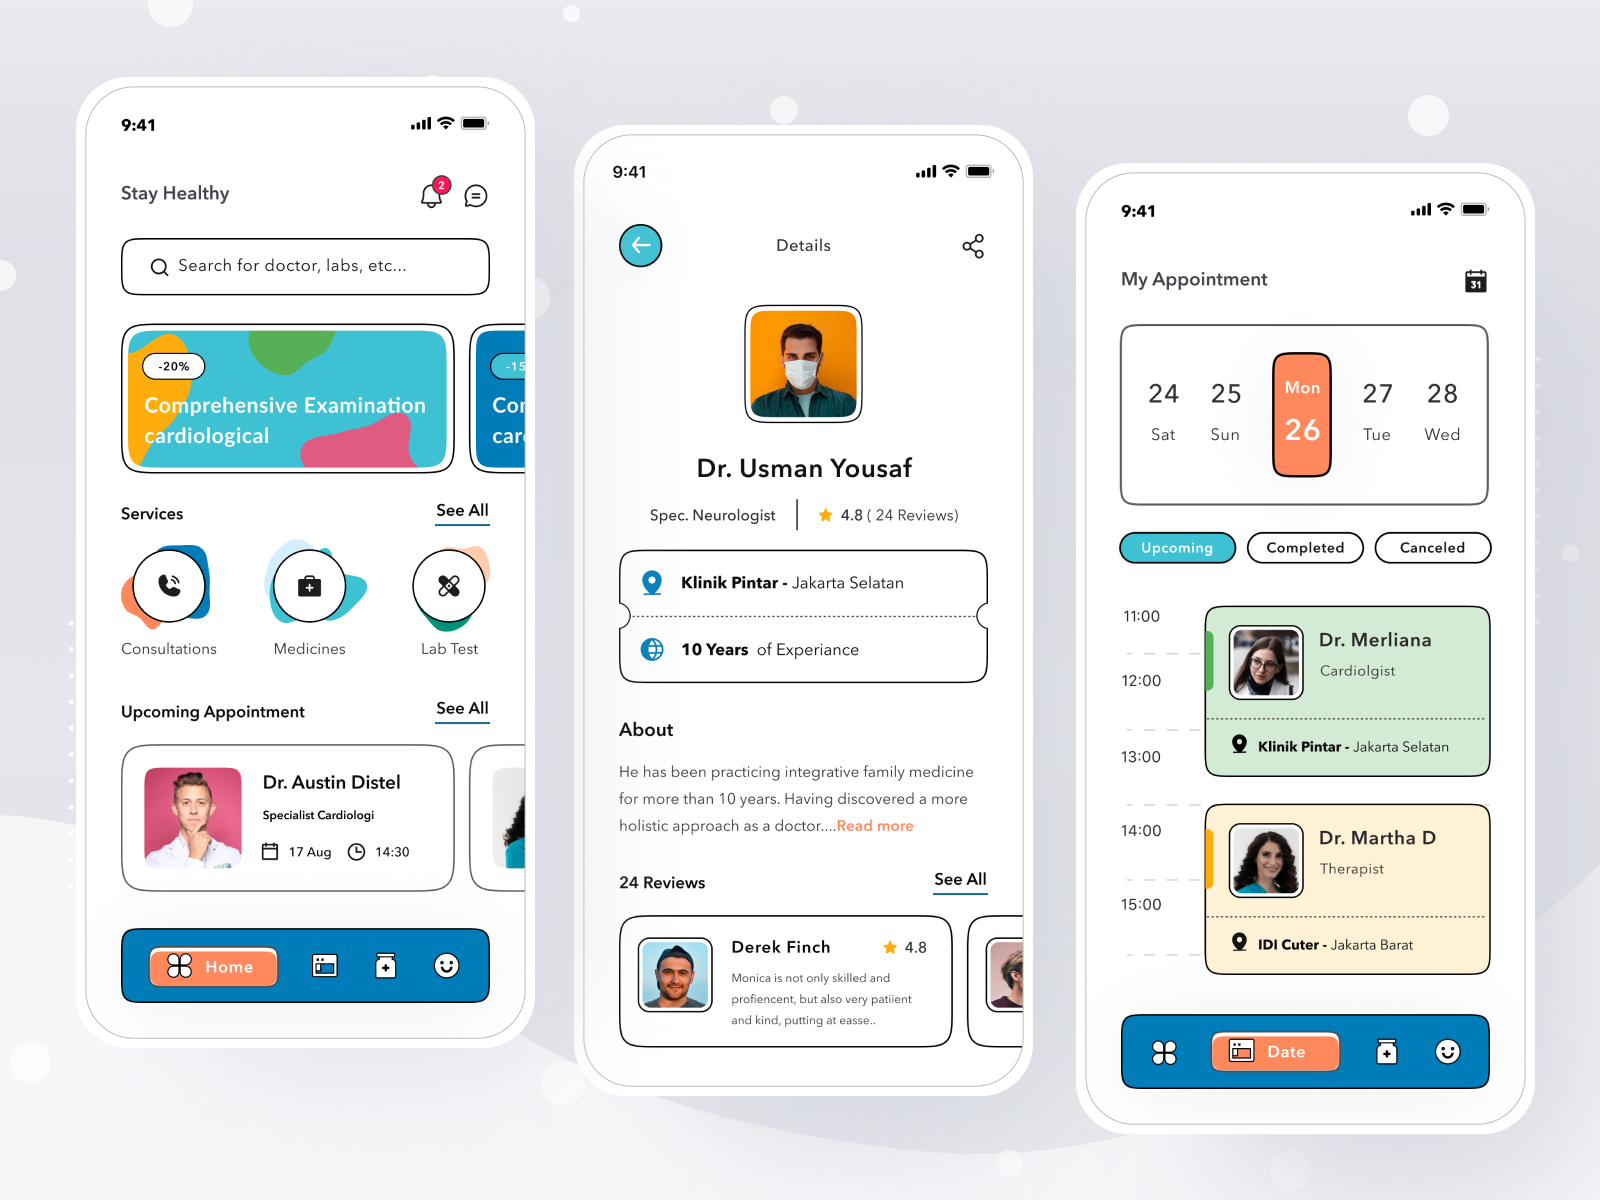 9:41
Stay Healthy
2
Search for doctor, labs, etc...
-20%
Comprehensive Examination
cardiological
-15
Services
See All
Consultations
Medicines
Lab Test
Upcoming Appointment
See All
Dr. Austin Distel
Specialist Cardiologi
17 Aug 14:30
Home
9:41
Details
Dr. Usman Yousaf
Spec. Neurologist 4.8 ( 24 Reviews)
Klinik Pintar - Jakarta Selatan
10 Years of Experiance
About
He has been practicing integrative family medicine
for more than 10 years. Having discovered a more
holistic approach as a doctor....Read more
24 Reviews
See All
Derek Finch 4.8
Monica is not only skilled and
profiencent, but also very patiient
and kind, putting at easse..
9:41
My Appointment
31
24 25 Mon 27 28
Sat Sun 26 Tue Wed
Upcoming Completed Canceled
11:00
12:00
13:00
14:00
15:00
Dr. Merliana
Cardiolgist
Klinik Pintar - Jakarta Selatan
Dr. Martha D
Therapist
IDI Cuter - Jakarta Barat
Date